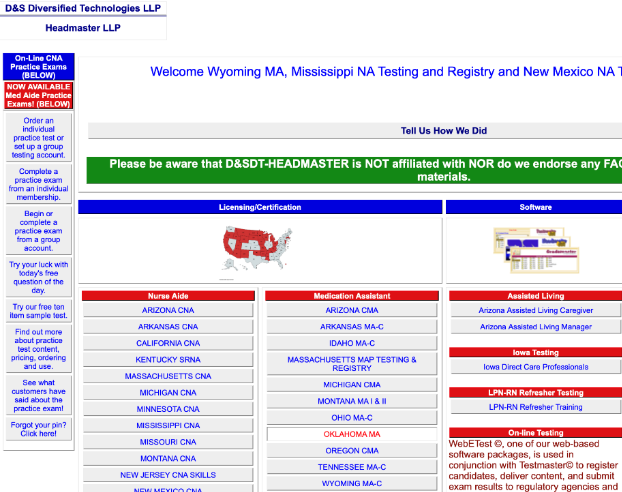 D&S Diversified Technologies LLP
Headmaster LLP
Welcome Wyoming MA, Mississippi NA Testing and Registry and New Mexico NA T
On-Line CNA
Practice Exams
(BELOW)
NOW AVAILABLE
Med Aide Practice
Exams! (BELOW)
Order an
individual
practice test or
set up a group
testing account.
Complete a
practice exam
from an individual
membership.
Begin or
complete a
practice exam
from a group
account.
Try your luck with
today's free
question of the
day.
Try our free ten
item sample test.
Find out more
about practice
test content,
pricing, ordering
and use.
See what
customers have
said about the
practice exam!
Forgot your pin?
Click here!
Tell Us How We Did
Please be aware that D&SDT-HEADMASTER is NOT affiliated with NOR do we endorse any FAC
materials.
Licensing/Certification
Software
Nurse Aide
ARIZONA CNA
ARKANSAS CNA
CALIFORNIA CNA
KENTUCKY SRNA
MASSACHUSETTS CNA
MICHIGAN CNA
MINNESOTA CNA
MISSISSIPPI CNA
MISSOURI CNA
MONTANA CNA
NEW JERSEY CNA SKILLS
NEW MEXICO CNA
Medication Assistant
ARIZONA CMA
ARKANSAS MA-C
IDAHO MA-C
MASSACHUSETTS MAP TESTING &
REGISTRY
MICHIGAN CMA
MONTANA MA I & II
OHIO MA-C
OKLAHOMA MA
OREGON CMA
TENNESSEE MA-C
WYOMING MA-C
Assisted Living
Arizona Assisted Living Caregiver
Arizona Assisted Living Manager
Iowa Testing
Iowa Direct Care Professionals
LPN-RN Refresher Testing
LPN-RN Refresher Training
On-line Testing
WebETest ©, one of our web-based
software packages, is used in
conjunction with Testmaster© to register
candidates, deliver content, and submit
exam results to regulatory agencies and